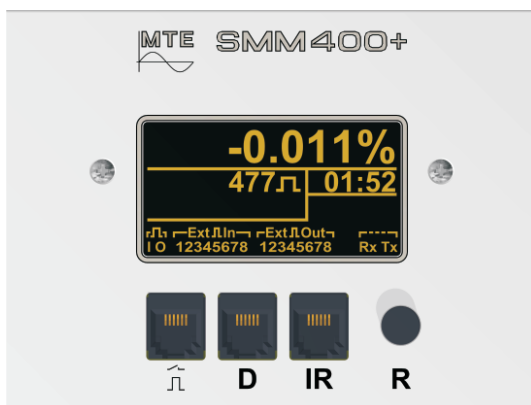 MTE SMM400+
-0.011%
477 01:52
Ext In Ext Out
I O 12345678 12345678 Rx Tx
D IR R